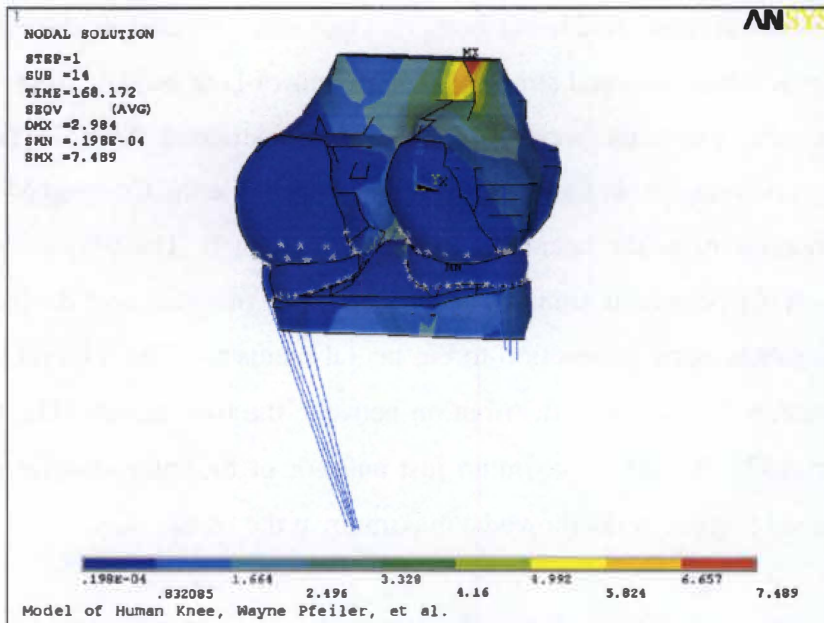 1
ANSYS
NODAL SOLUTION
STEP=1
SUB =14
TIME=168.172
SEQV (AVG)
DMX =2.984
SMN =.198E-04
SMX =7.489
MX
YX
MN
.198E-04 1.664 3.328 4.992 6.657
.832085 2.496 4.16 5.824 7.489
Model of Human Knee, Wayne Pfeiler, et al.